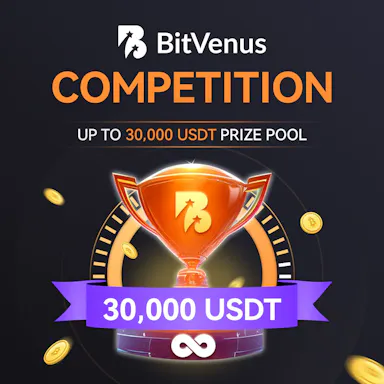 BitVenus
COMPETITION
UP TO 30,000 USDT PRIZE POOL
30,000 USDT